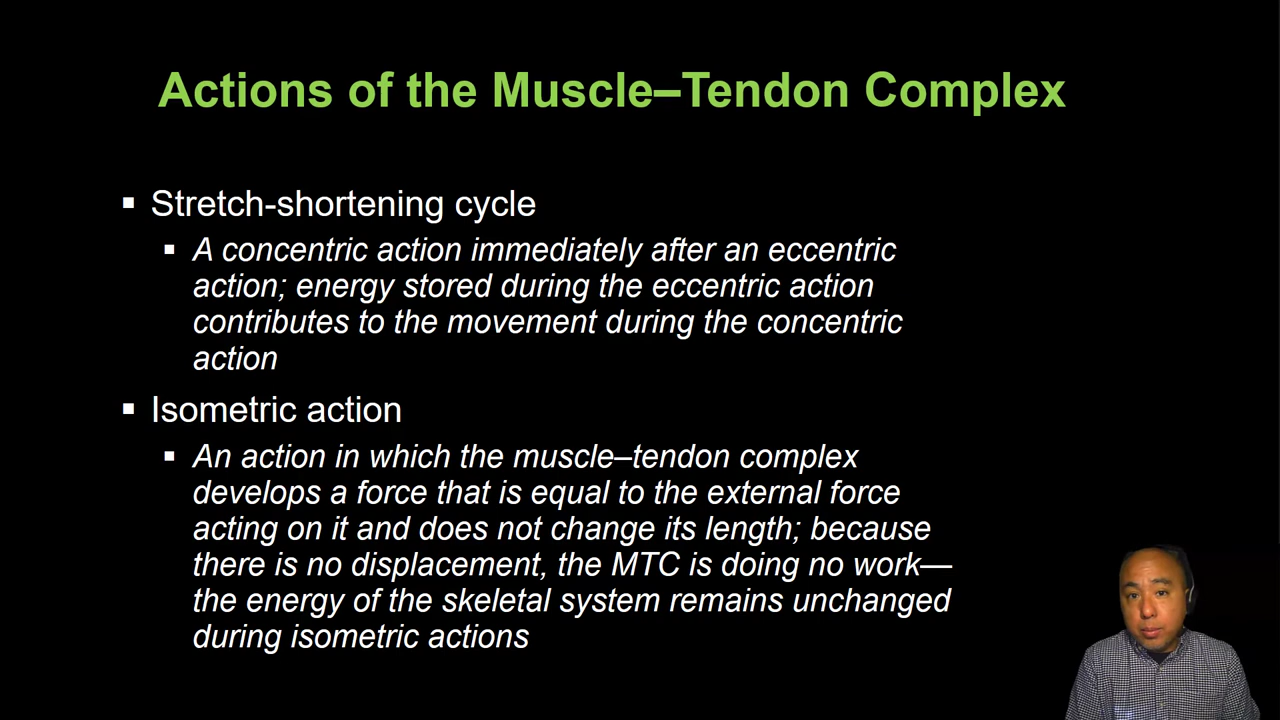 Actions of the Muscle–Tendon Complex
Stretch-shortening cycle
A concentric action immediately after an eccentric
action; energy stored during the eccentric action
contributes to the movement during the concentric
action
Isometric action
An action in which the muscle–tendon complex
develops a force that is equal to the external force
acting on it and does not change its length; because
there is no displacement, the MTC is doing no work—
the energy of the skeletal system remains unchanged
during isometric actions